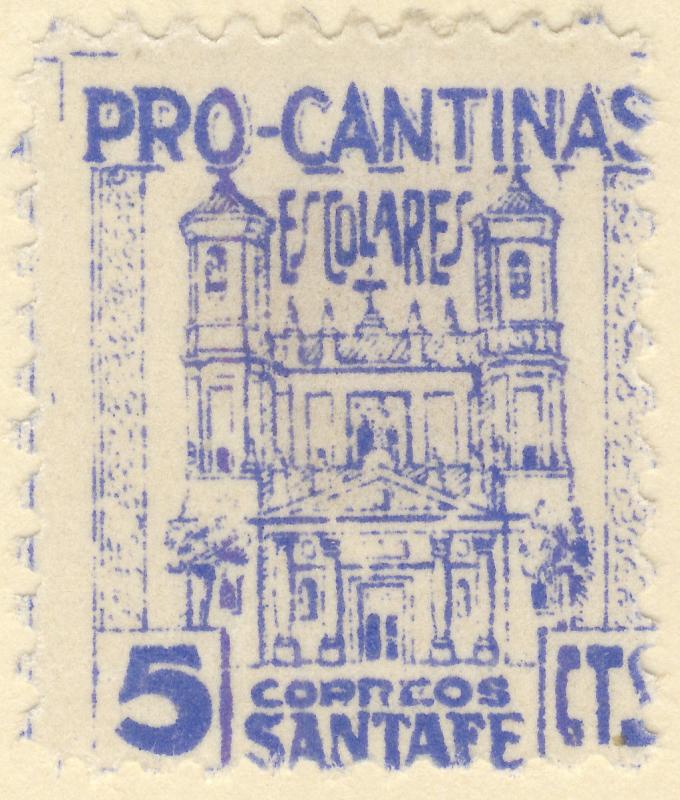 PRO-CANTINAS
ESCOLARES
5 CORREOS CTS
SANTAFE